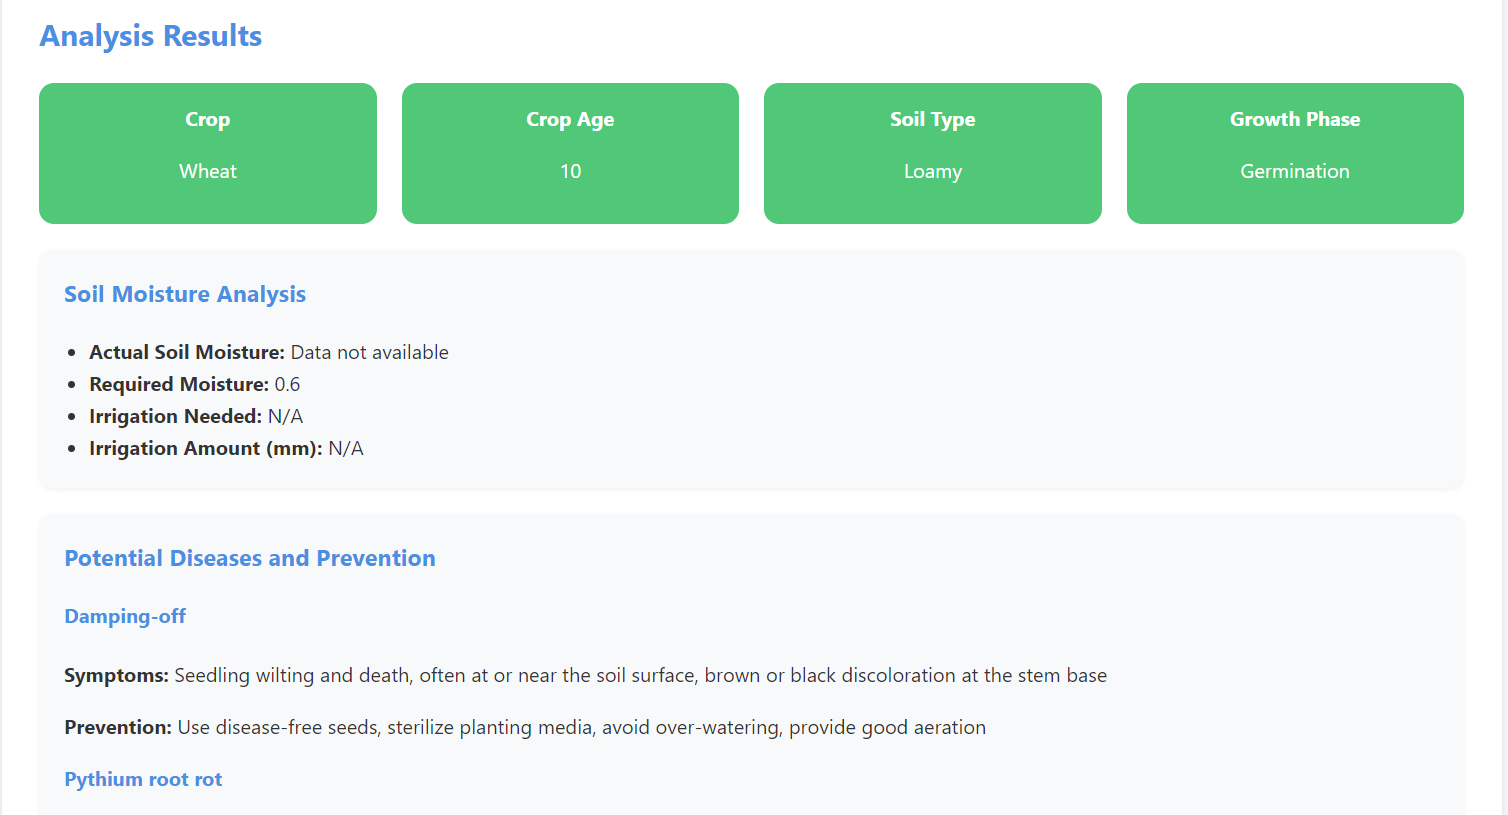 Analysis Results
Crop
Wheat
Crop Age
10
Soil Type
Loamy
Growth Phase
Germination
Soil Moisture Analysis
Actual Soil Moisture: Data not available
Required Moisture: 0.6
Irrigation Needed: N/A
Irrigation Amount (mm): N/A
Potential Diseases and Prevention
Damping-off
Symptoms: Seedling wilting and death, often at or near the soil surface, brown or black discoloration at the stem base
Prevention: Use disease-free seeds, sterilize planting media, avoid over-watering, provide good aeration
Pythium root rot